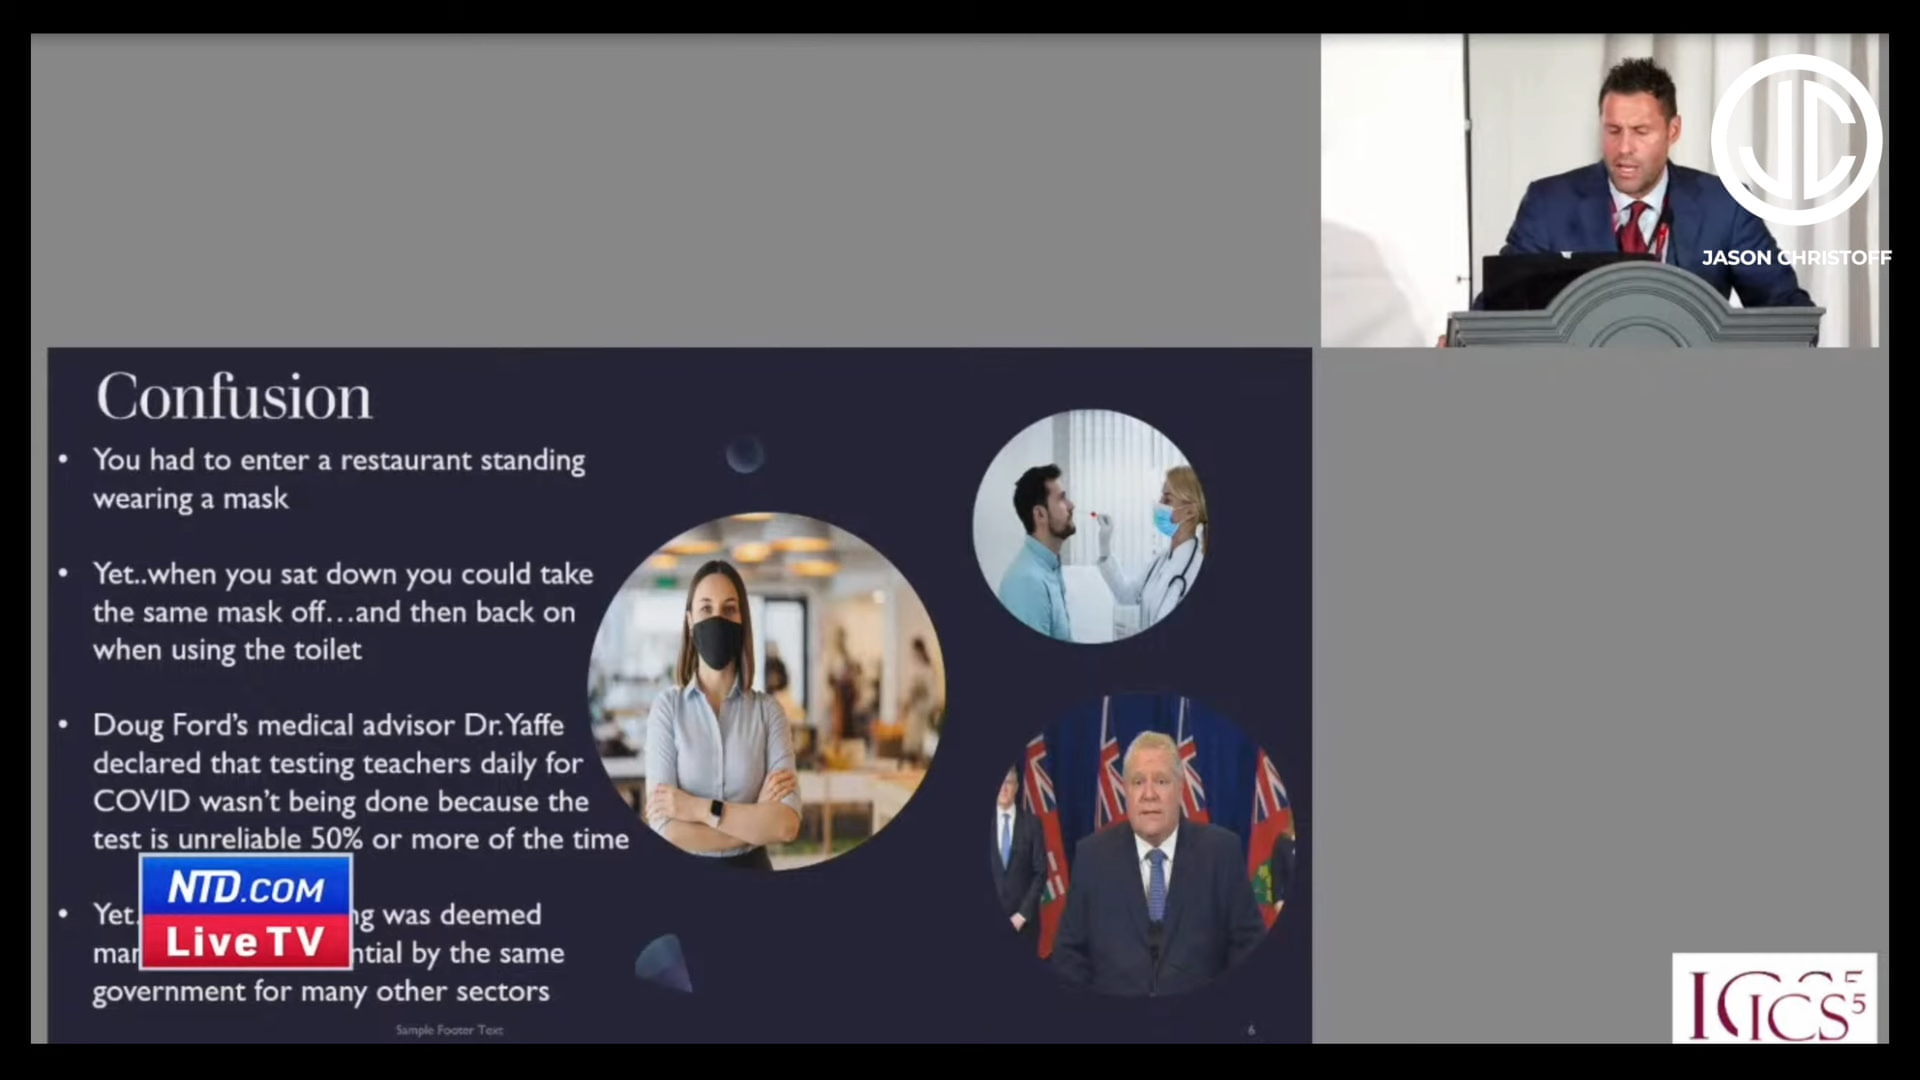 JC
JASON CHRISTOFF
Confusion
• You had to enter a restaurant standing
wearing a mask
• Yet..when you sat down you could take
the same mask off...and then back on
when using the toilet
• Doug Ford's medical advisor Dr. Yaffe
declared that testing teachers daily for
COVID wasn't being done because the
test is unreliable 50% or more of the time
• Yet. was deemed
by the same
government for many other sectors
NTD.COM
Live TV
Sample Footer Text
6
ICS5